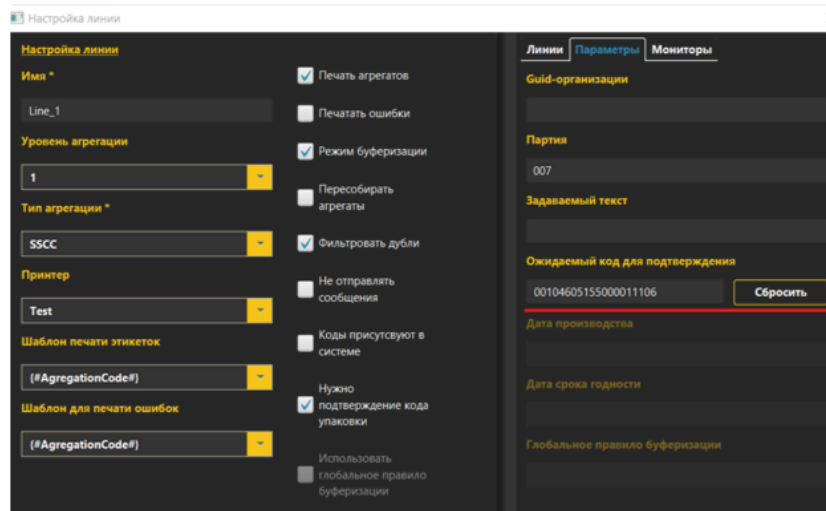 Настройка линии
Настройка линии
Имя *
Line_1
Уровень агрегации
1
Тип агрегации *
SSCC
Принтер
Test
Шаблон печати этикеток
{#AgregationCode#}
Шаблон для печати ошибок
{#AgregationCode#}
Печать агрегатов
Печатать ошибки
Режим буферизации
Пересобирать
агрегаты
Фильтровать дубли
Не отправлять
сообщения
Коды присутсвуют в
системе
Нужно
подтверждение кода
упаковки
Использовать
глобальное правило
буферизации
Линии Параметры Мониторы
Guid-организации
Партия
007
Задаваемый текст
Ожидаемый код для подтверждения
00104605155000011106 Сбросить
Дата производства
Дата срока годности
Глобальное правило буферизации